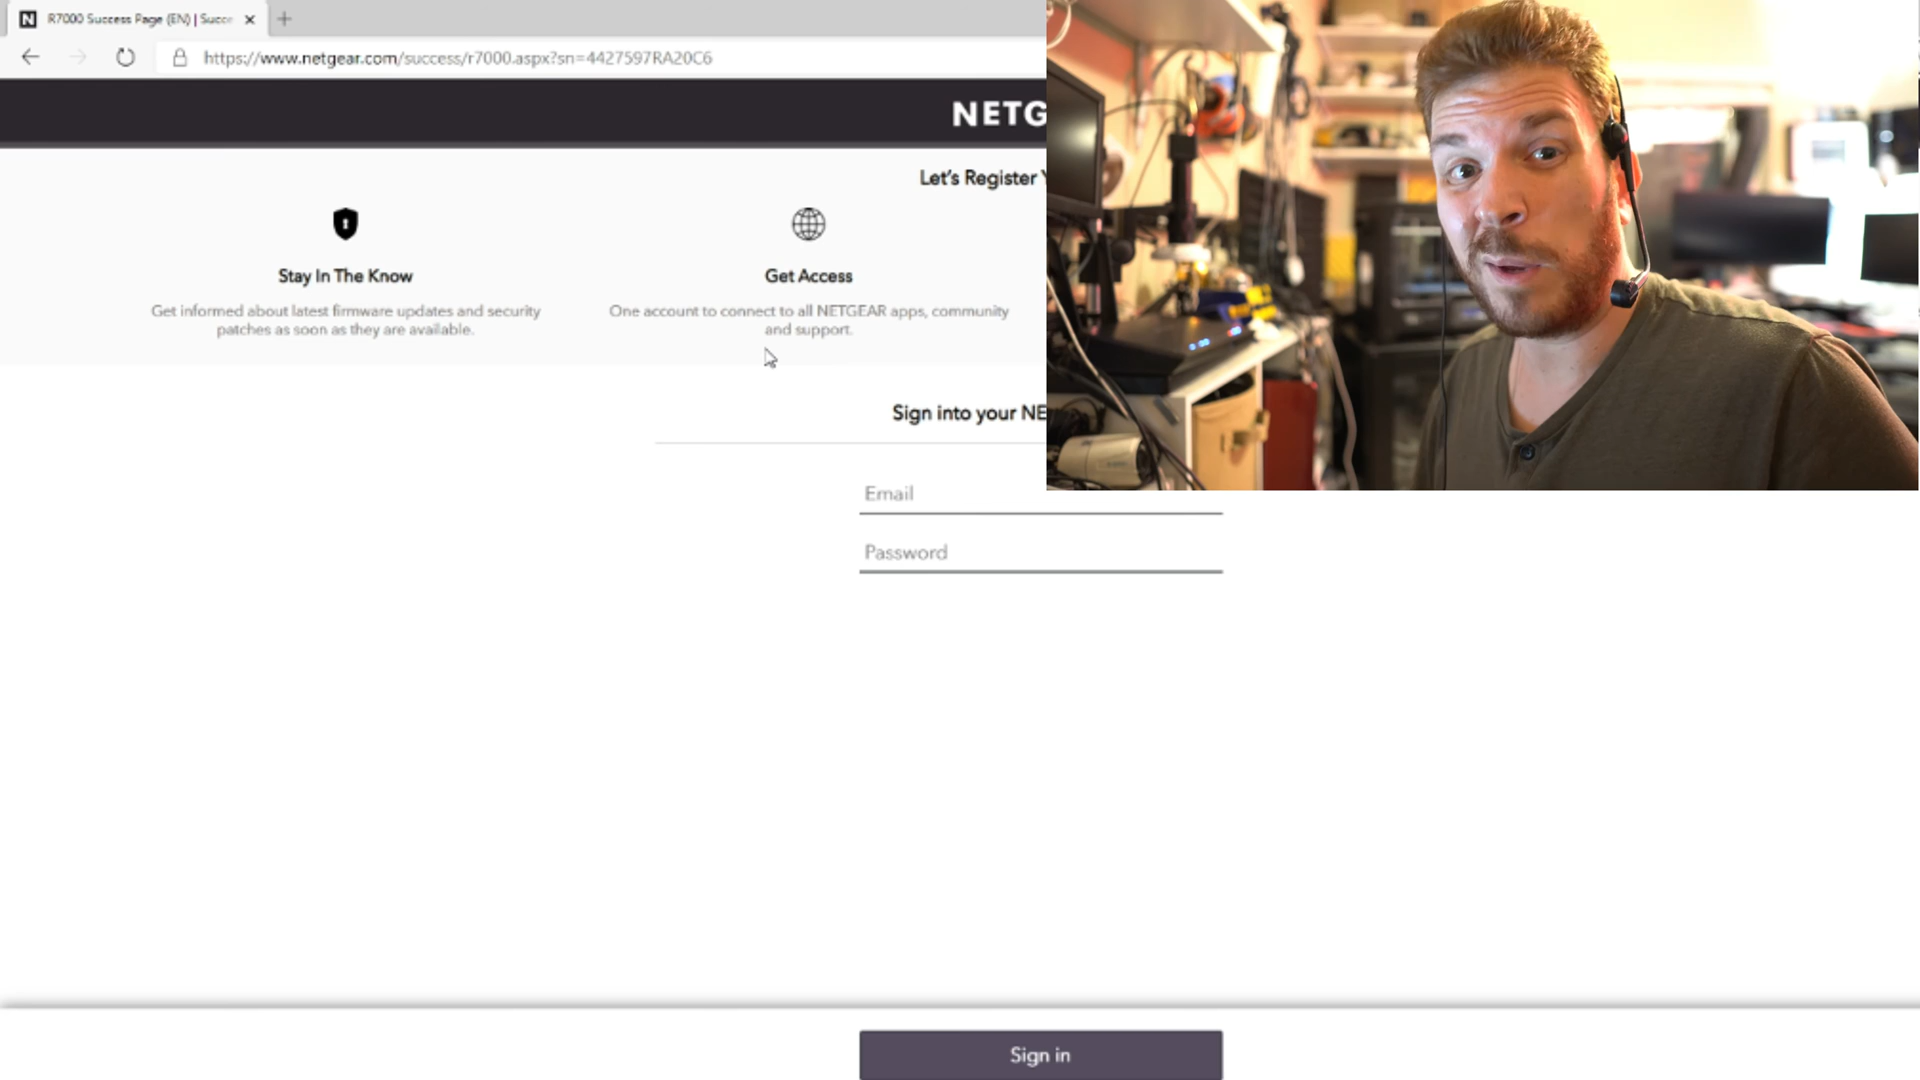 R7000 Success Page (EN) | Succe
https://www.netgear.com/success/r7000.aspx?sn=4427597RA20C6
NETG
Let's Register Y
Stay In The Know
Get informed about latest firmware updates and security
patches as soon as they are available.
Get Access
One account to connect to all NETGEAR apps, community
and support.
Sign into your NE
Email
Password
Sign in